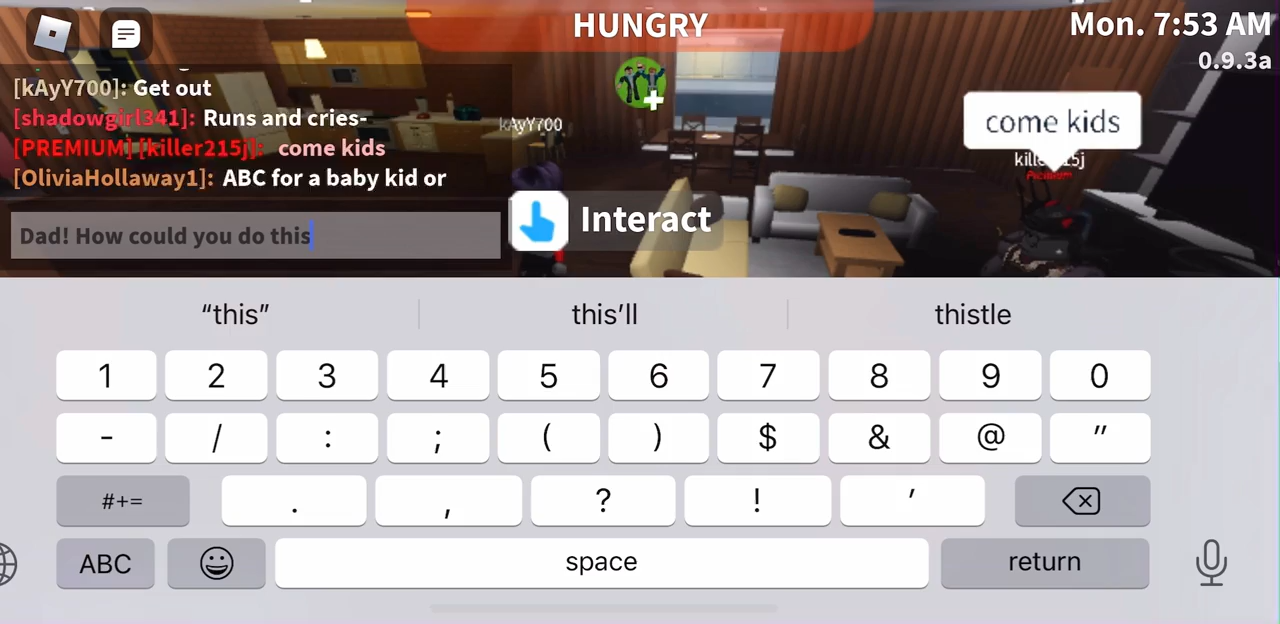 HUNGRY
Mon. 7:53 AM
0.9.3a
[kAyY700]: Get out
[shadowgirl341]: Runs and cries-
[PREMIUM] [killer215j]: come kids
[OliviaHollaway1]: ABC for a baby kid or
Dad! How could you do this
kAyY700
Interact
come kids
Premium
“this”
this’ll
thistle
1 2 3 4 5 6 7 8 9 0
- / : ; ( ) $ & @ "
#+= . , ? ! '
ABC space return